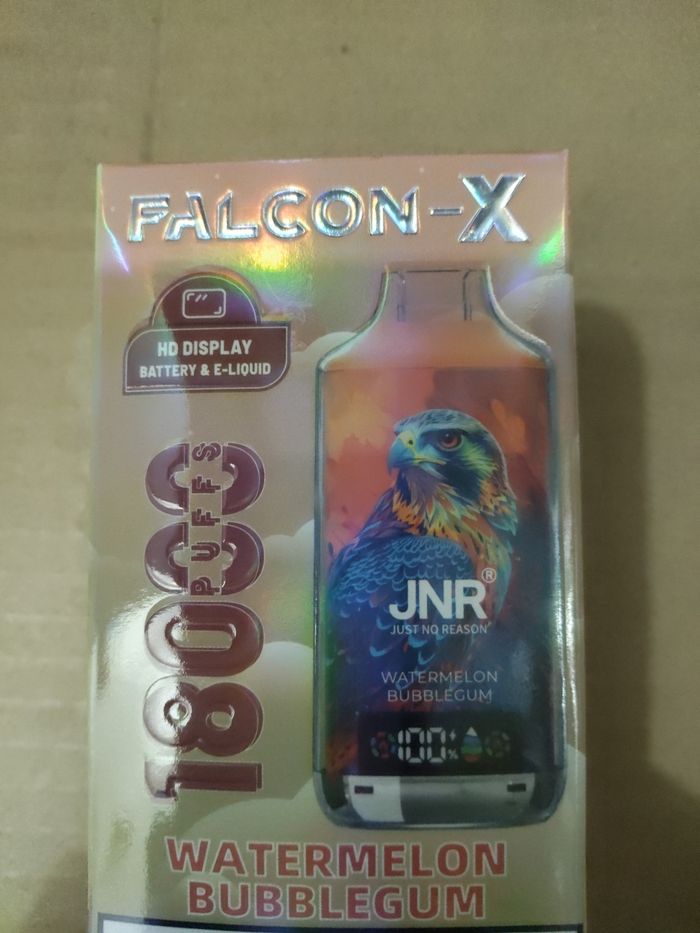 FALCON-X
HD DISPLAY
BATTERY & E-LIQUID
18000
PUFFS
JNR®
JUST NO REASON
WATERMELON
BUBBLEGUM
100%
WATERMELON
BUBBLEGUM